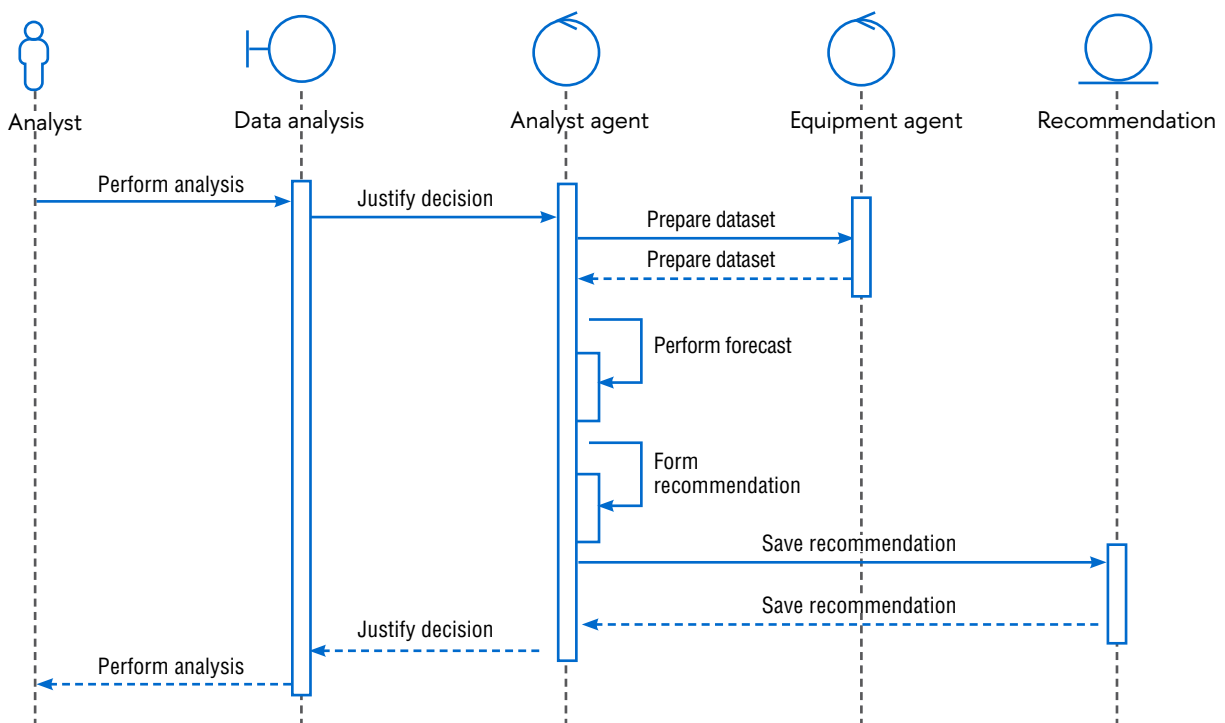 Analyst
Data analysis
Analyst agent
Equipment agent
Recommendation
Perform analysis
Justify decision
Prepare dataset
Prepare dataset
Perform forecast
Form
recommendation
Save recommendation
Save recommendation
Justify decision
Perform analysis